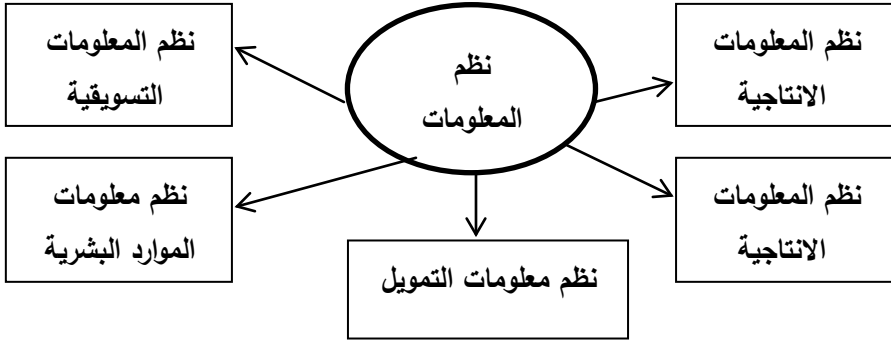 نظم
المعلومات
نظم المعلومات
الانتاجية
نظم المعلومات
التسويقية
نظم المعلومات
الانتاجية
نظم معلومات
الموارد البشرية
نظم معلومات التمويل